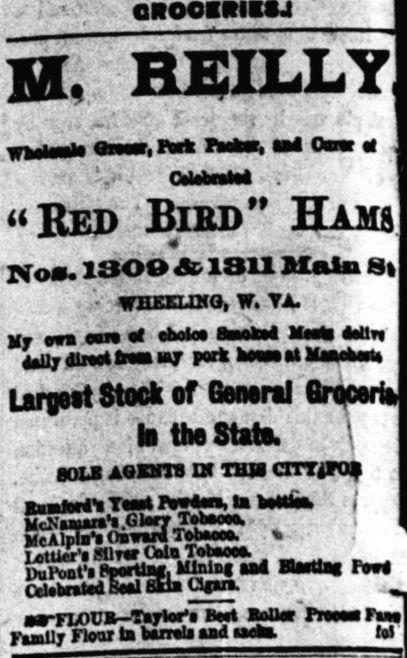 GROCERIES.
M. REILLY,
Wholesale Grocer, Pork Packer, and Curer of
Celebrated
"RED BIRD" HAMS
Nos. 1309 & 1311 Main St
WHEELING, W. VA.
My own cure of choice Smoked Meats deliv
daily direct from my pork house at Manchest
Largest Stock of General Groceries
in the State.
SOLE AGENTS IN THIS CITY FOR
Rumford's Yeast Powders, in bottles.
McNamara's Glory Tobacco.
McAlpin's Onward Tobacco.
Lottier's Silver Coin Tobacco.
DuPont's Sporting, Mining and Blasting Powd
Celebrated Seal Skin Cigars.
FLOUR—Taylor's Best Roller Process Fan
Family Flour in barrels and sacks. fo1